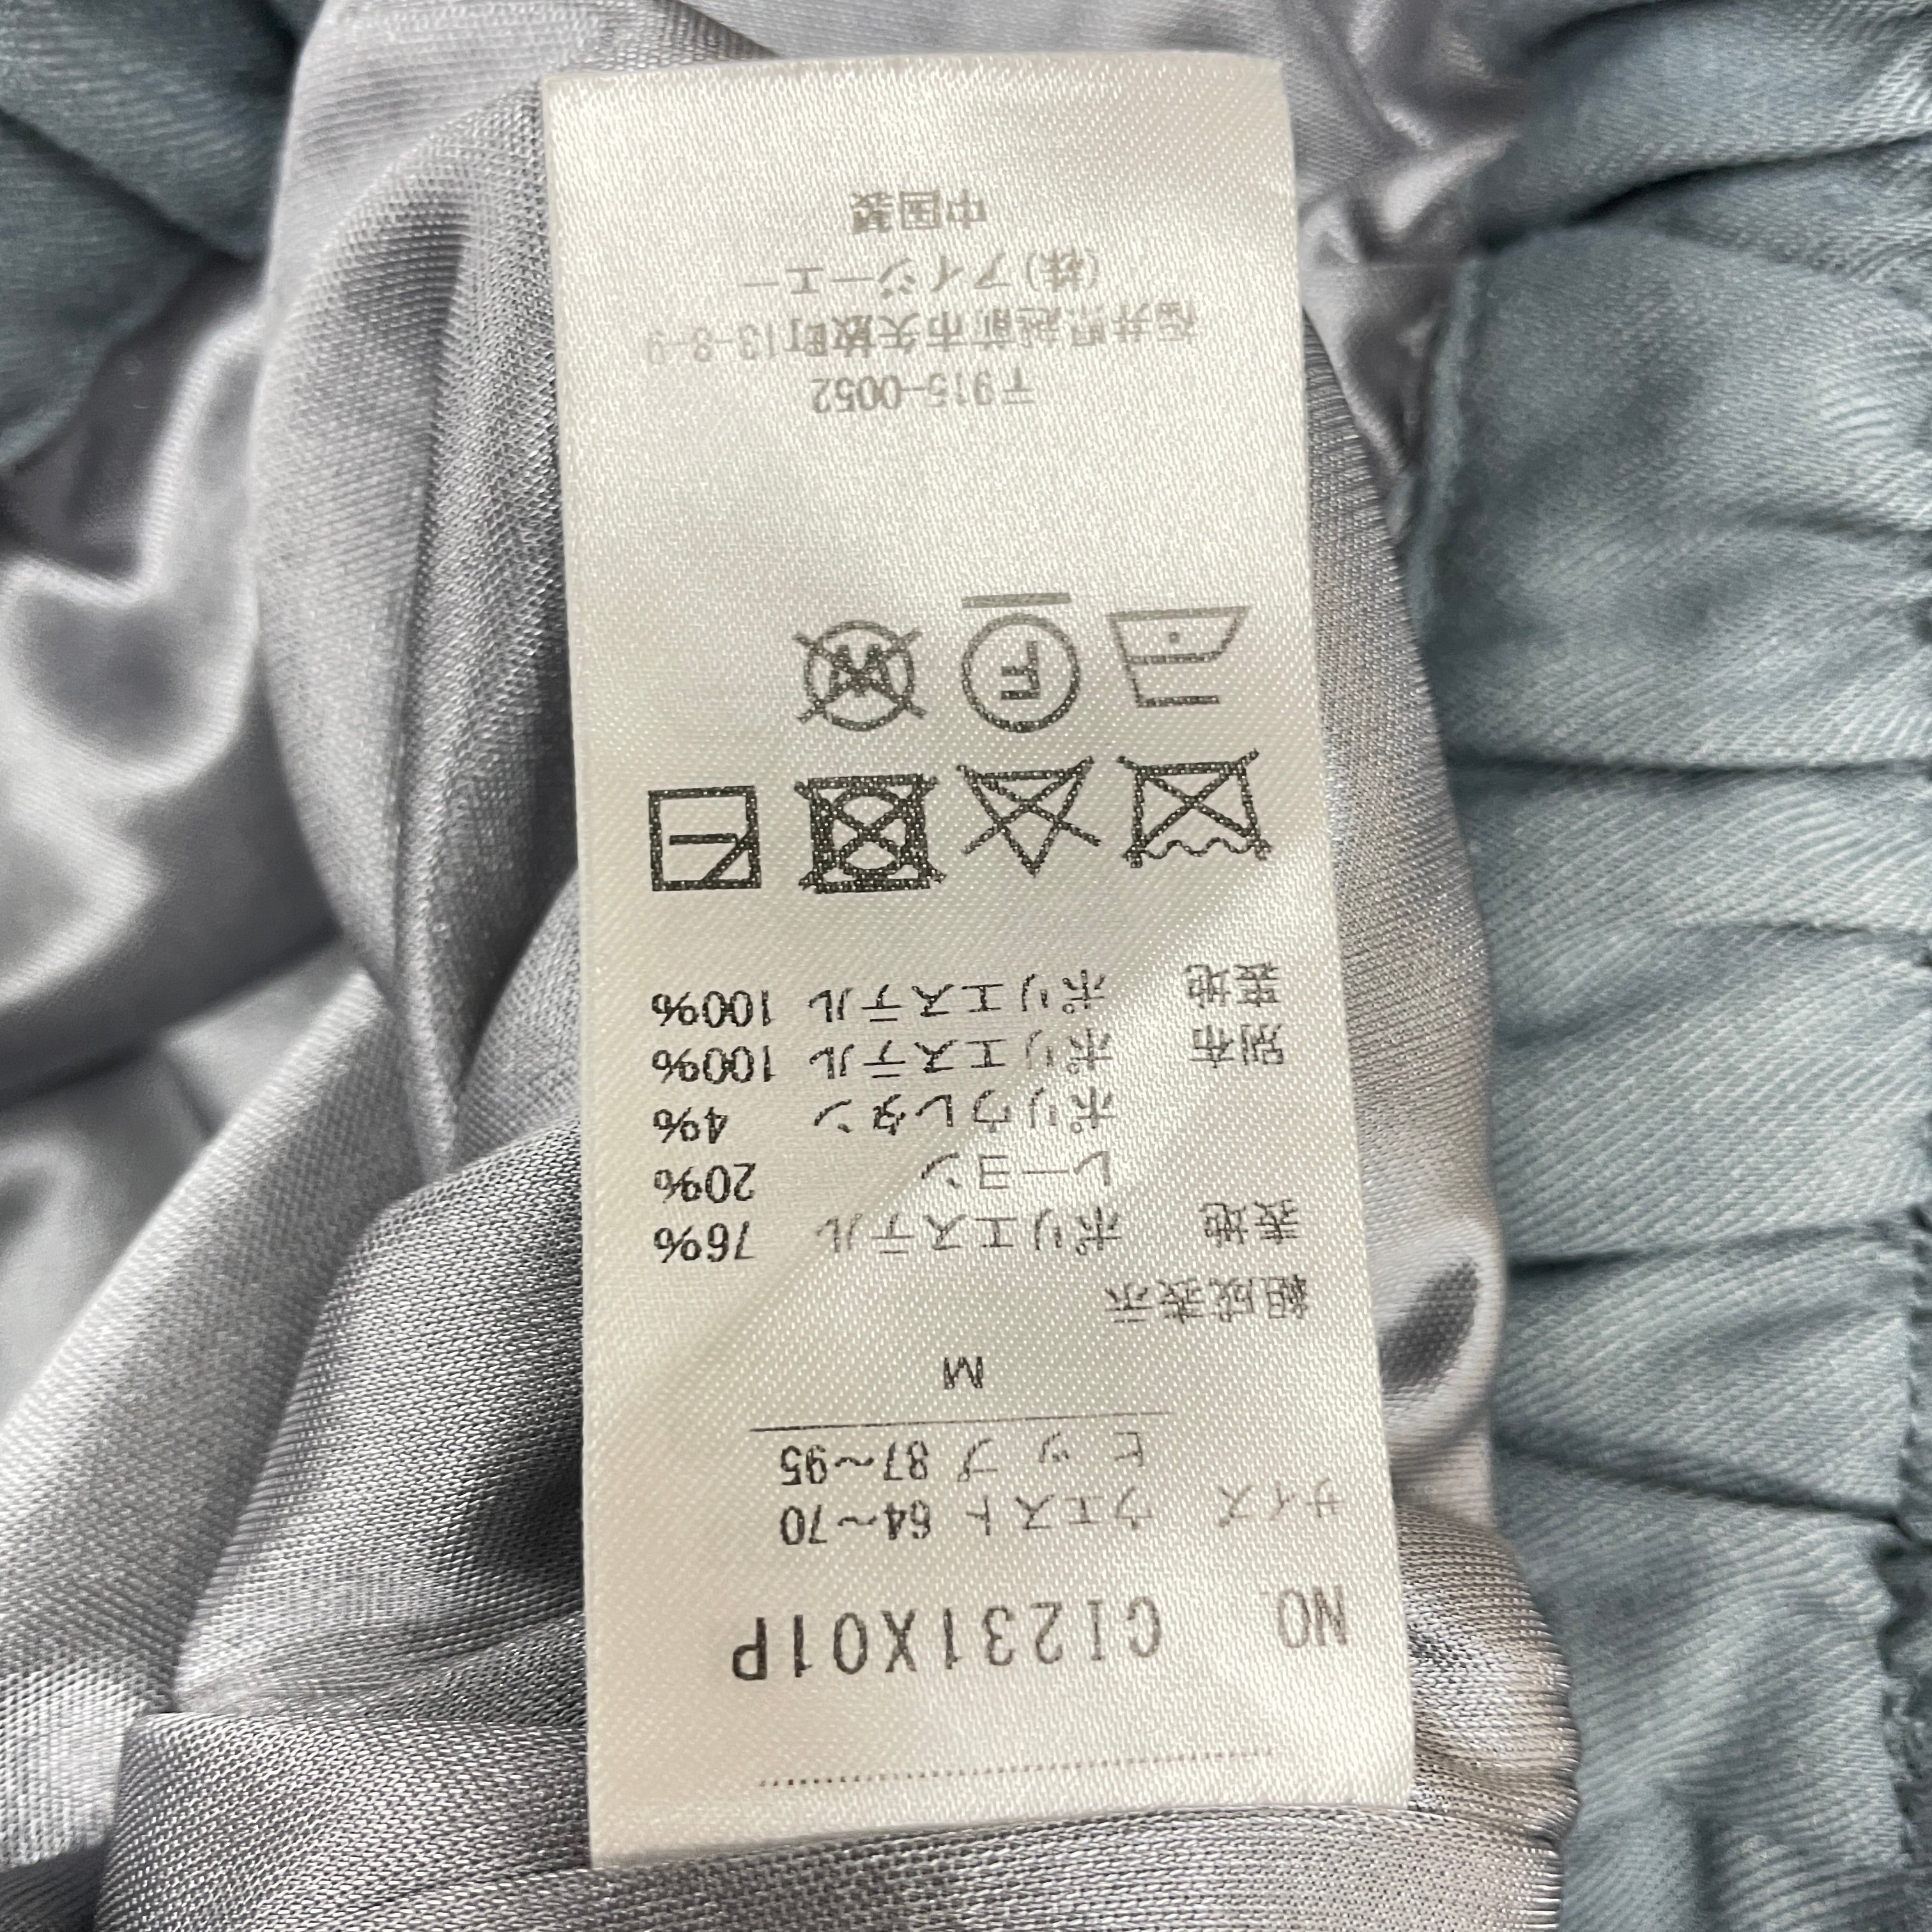 NO. CI231X01P
サイズ ウエスト 64～70
ヒップ 87～95
M
組成表示
表地 ポリエステル 76%
レーヨン 20%
ポリウレタン 4%
別布 ポリエステル 100%
裏地 ポリエステル 100%
F
W
〒915-0052
福井県越前市矢放町13-8-9
(株)アイジーエー
中国製